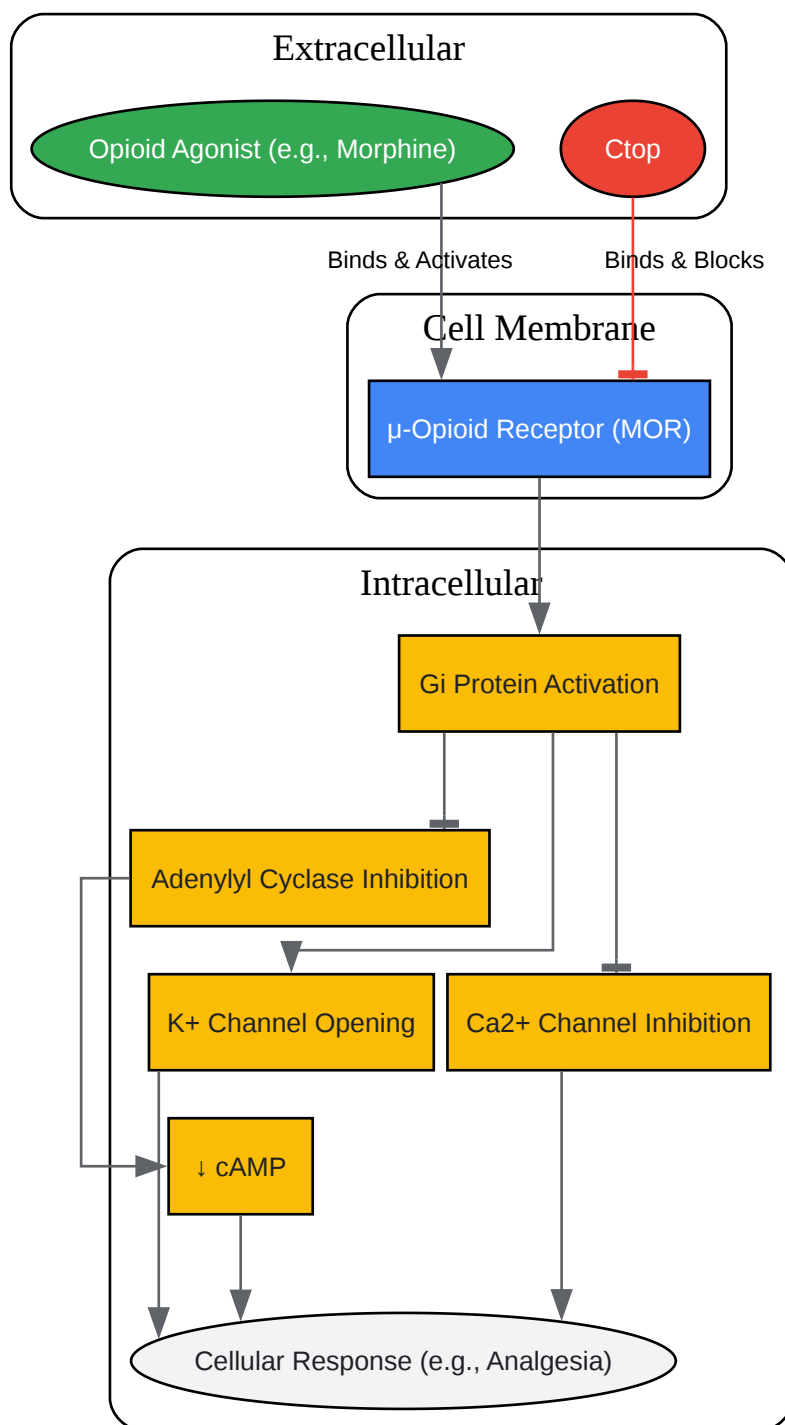 Extracellular
Opioid Agonist (e.g., Morphine)
Ctop
Binds & Activates
Binds & Blocks
Cell Membrane
μ-Opioid Receptor (MOR)
Intracellular
Gi Protein Activation
Adenylyl Cyclase Inhibition
K+ Channel Opening
Ca2+ Channel Inhibition
↓ cAMP
Cellular Response (e.g., Analgesia)